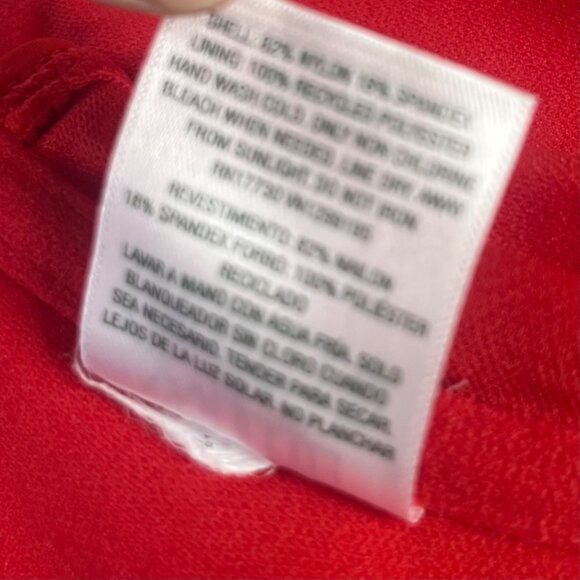 SHELL: 82% NYLON 18% SPANDEX
LINING: 100% RECYCLED POLYESTER
HAND WASH COLD. ONLY NON CHLORINE
BLEACH WHEN NEEDED. LINE DRY, AWAY
FROM SUNLIGHT. DO NOT IRON.
RN17730
REVESTIMIENTO: 82% NAILON
18% SPANDEX FORRO: 100% POLIÉSTER
RECICLADO
LAVAR A MANO CON AGUA FRÍA. SOLO
BLANQUEADOR SIN CLORO CUANDO
SEA NECESARIO. TENDER PARA SECAR,
LEJOS DE LA LUZ SOLAR. NO PLANCHAR.